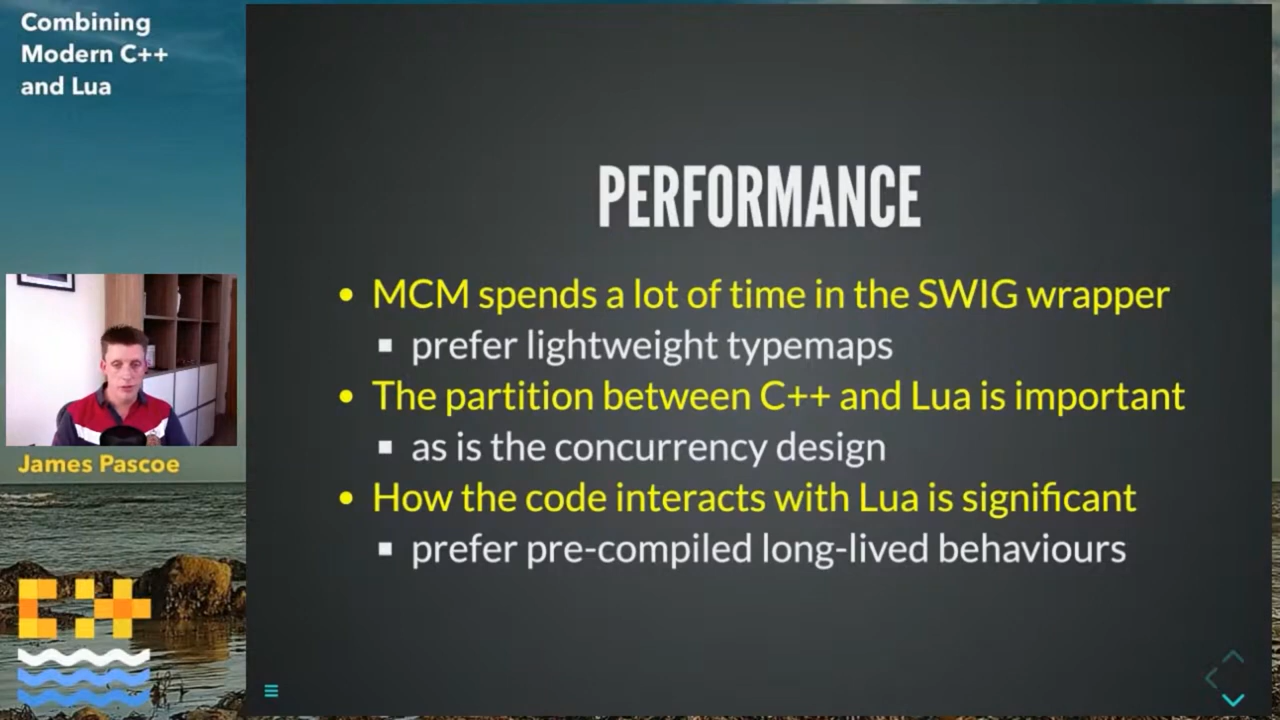 Combining
Modern C++
and Lua
PERFORMANCE
• MCM spends a lot of time in the SWIG wrapper
▪ prefer lightweight typemaps
• The partition between C++ and Lua is important
▪ as is the concurrency design
• How the code interacts with Lua is significant
▪ prefer pre-compiled long-lived behaviours
James Pascoe
C++